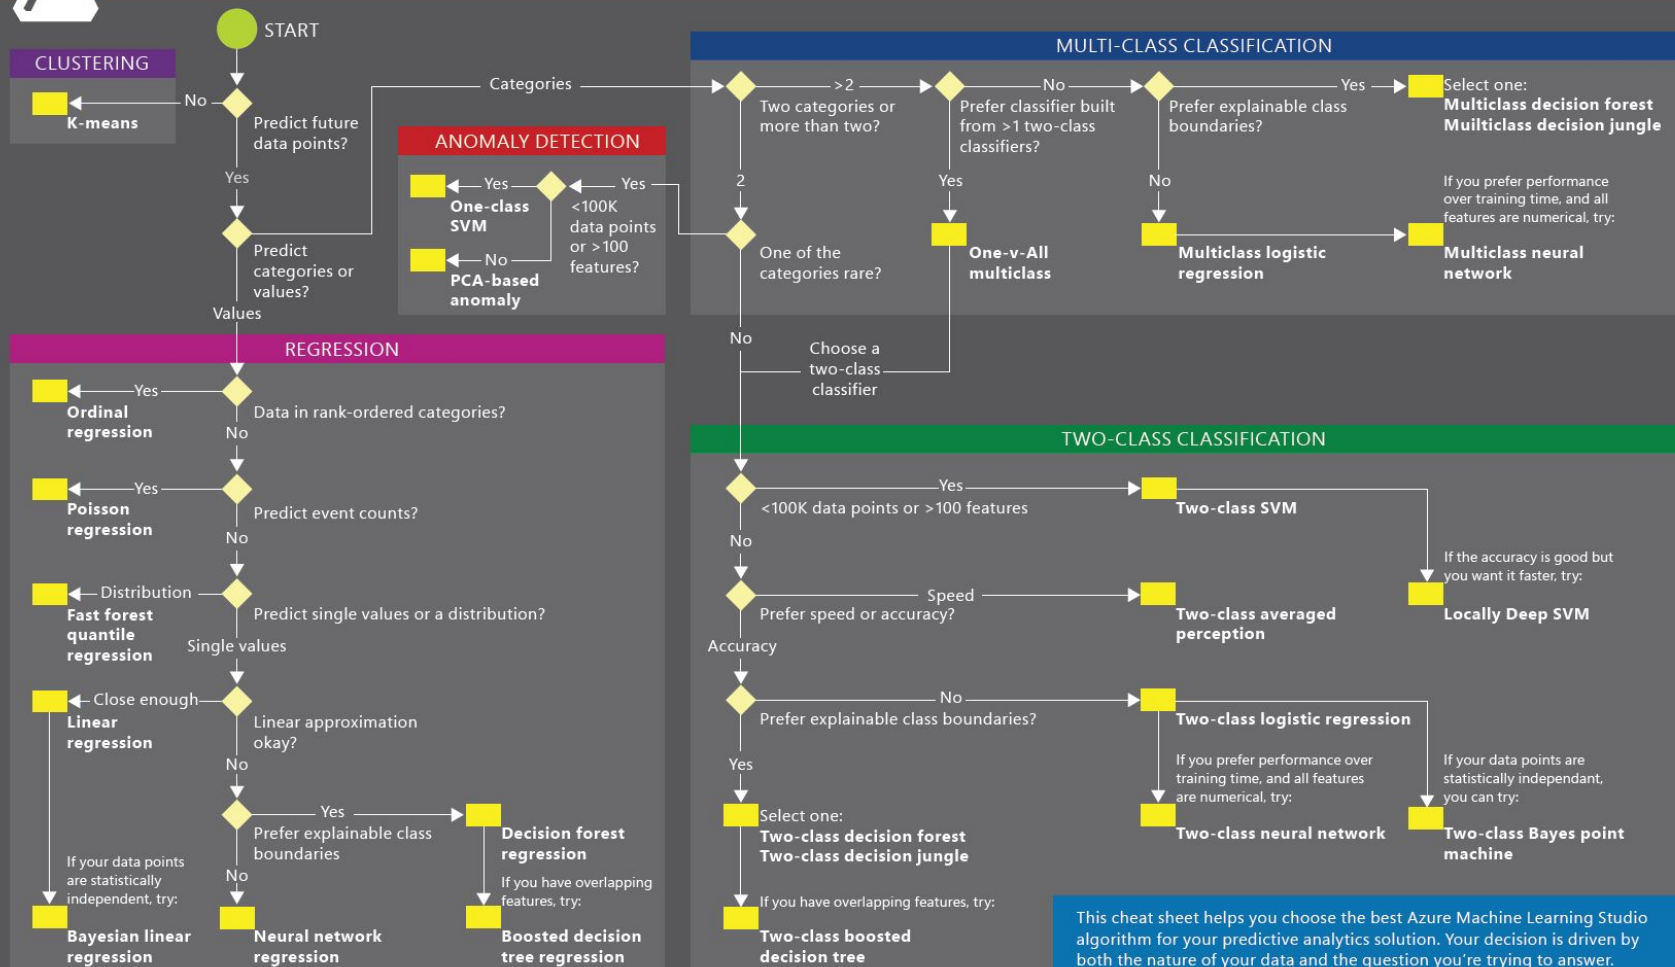 START
CLUSTERING
No
K-means
Predict future
data points?
Yes
Predict
categories or
values?
Categories
Values
ANOMALY DETECTION
Yes
Yes
One-class
SVM
<100K
data points
or >100
features?
No
PCA-based
anomaly
MULTI-CLASS CLASSIFICATION
>2
Two categories or
more than two?
No
Prefer classifier built
from >1 two-class
classifiers?
Yes
Prefer explainable class
boundaries?
Select one:
Multiclass decision forest
Muilticlass decision jungle
2
Yes
No
If you prefer performance
over training time, and all
features are numerical, try:
One of the
categories rare?
One-v-All
multiclass
Multiclass logistic
regression
Multiclass neural
network
No
Choose a
two-class
classifier
REGRESSION
Yes
Ordinal
regression
Data in rank-ordered categories?
No
Yes
Poisson
regression
Predict event counts?
No
Distribution
Fast forest
quantile
regression
Predict single values or a distribution?
Single values
Close enough
Linear
regression
Linear approximation
okay?
No
Yes
Prefer explainable class
boundaries
Decision forest
regression
If your data points
are statistically
independent, try:
No
If you have overlapping
features, try:
Bayesian linear
regression
Neural network
regression
Boosted decision
tree regression
TWO-CLASS CLASSIFICATION
Yes
<100K data points or >100 features
Two-class SVM
No
If the accuracy is good but
you want it faster, try:
Speed
Prefer speed or accuracy?
Two-class averaged
perception
Locally Deep SVM
Accuracy
No
Prefer explainable class boundaries?
Two-class logistic regression
Yes
If you prefer performance over
training time, and all features
are numerical, try:
If your data points are
statistically independant,
you can try:
Select one:
Two-class decision forest
Two-class decision jungle
Two-class neural network
Two-class Bayes point
machine
If you have overlapping features, try:
Two-class boosted
decision tree
This cheat sheet helps you choose the best Azure Machine Learning Studio
algorithm for your predictive analytics solution. Your decision is driven by
both the nature of your data and the question you're trying to answer.